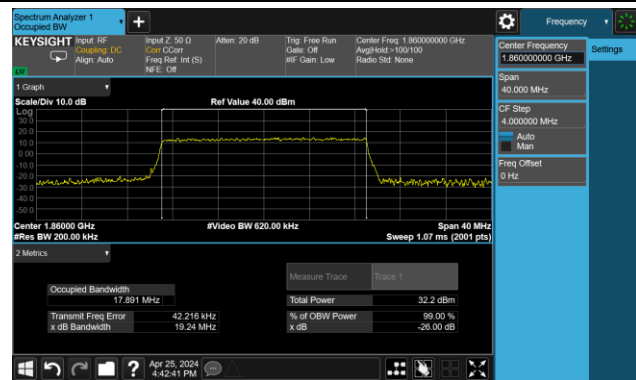 Spectrum Analyzer 1
Occupied BW
+
Frequency
KEYSIGHT
Input: RF
Coupling: DC
Align: Auto
Input Z: 50 Ω
Corr CCorr
Freq Ref: Int (S)
NFE: Off
Atten: 20 dB
Trig: Free Run
Gate: Off
#IF Gain: Low
Center Freq: 1.860000000 GHz
Avg|Hold:>100/100
Radio Std: None
LW
Center Frequency
1.860000000 GHz
Settings
Span
40.000 MHz
CF Step
4.000000 MHz
Auto
Man
Freq Offset
0 Hz
1 Graph
Scale/Div 10.0 dB
Ref Value 40.00 dBm
Log
30.0
20.0
10.0
0.00
-10.0
-20.0
-30.0
-40.0
-50.0
Center 1.86000 GHz
#Video BW 620.00 kHz
Span 40 MHz
#Res BW 200.00 kHz
Sweep 1.07 ms (2001 pts)
2 Metrics
Measure Trace
Trace 1
Occupied Bandwidth
17.891 MHz
Total Power
32.2 dBm
Transmit Freq Error
42.216 kHz
% of OBW Power
99.00 %
x dB Bandwidth
19.24 MHz
x dB
-26.00 dB
?
Apr 25, 2024
4:42:41 PM